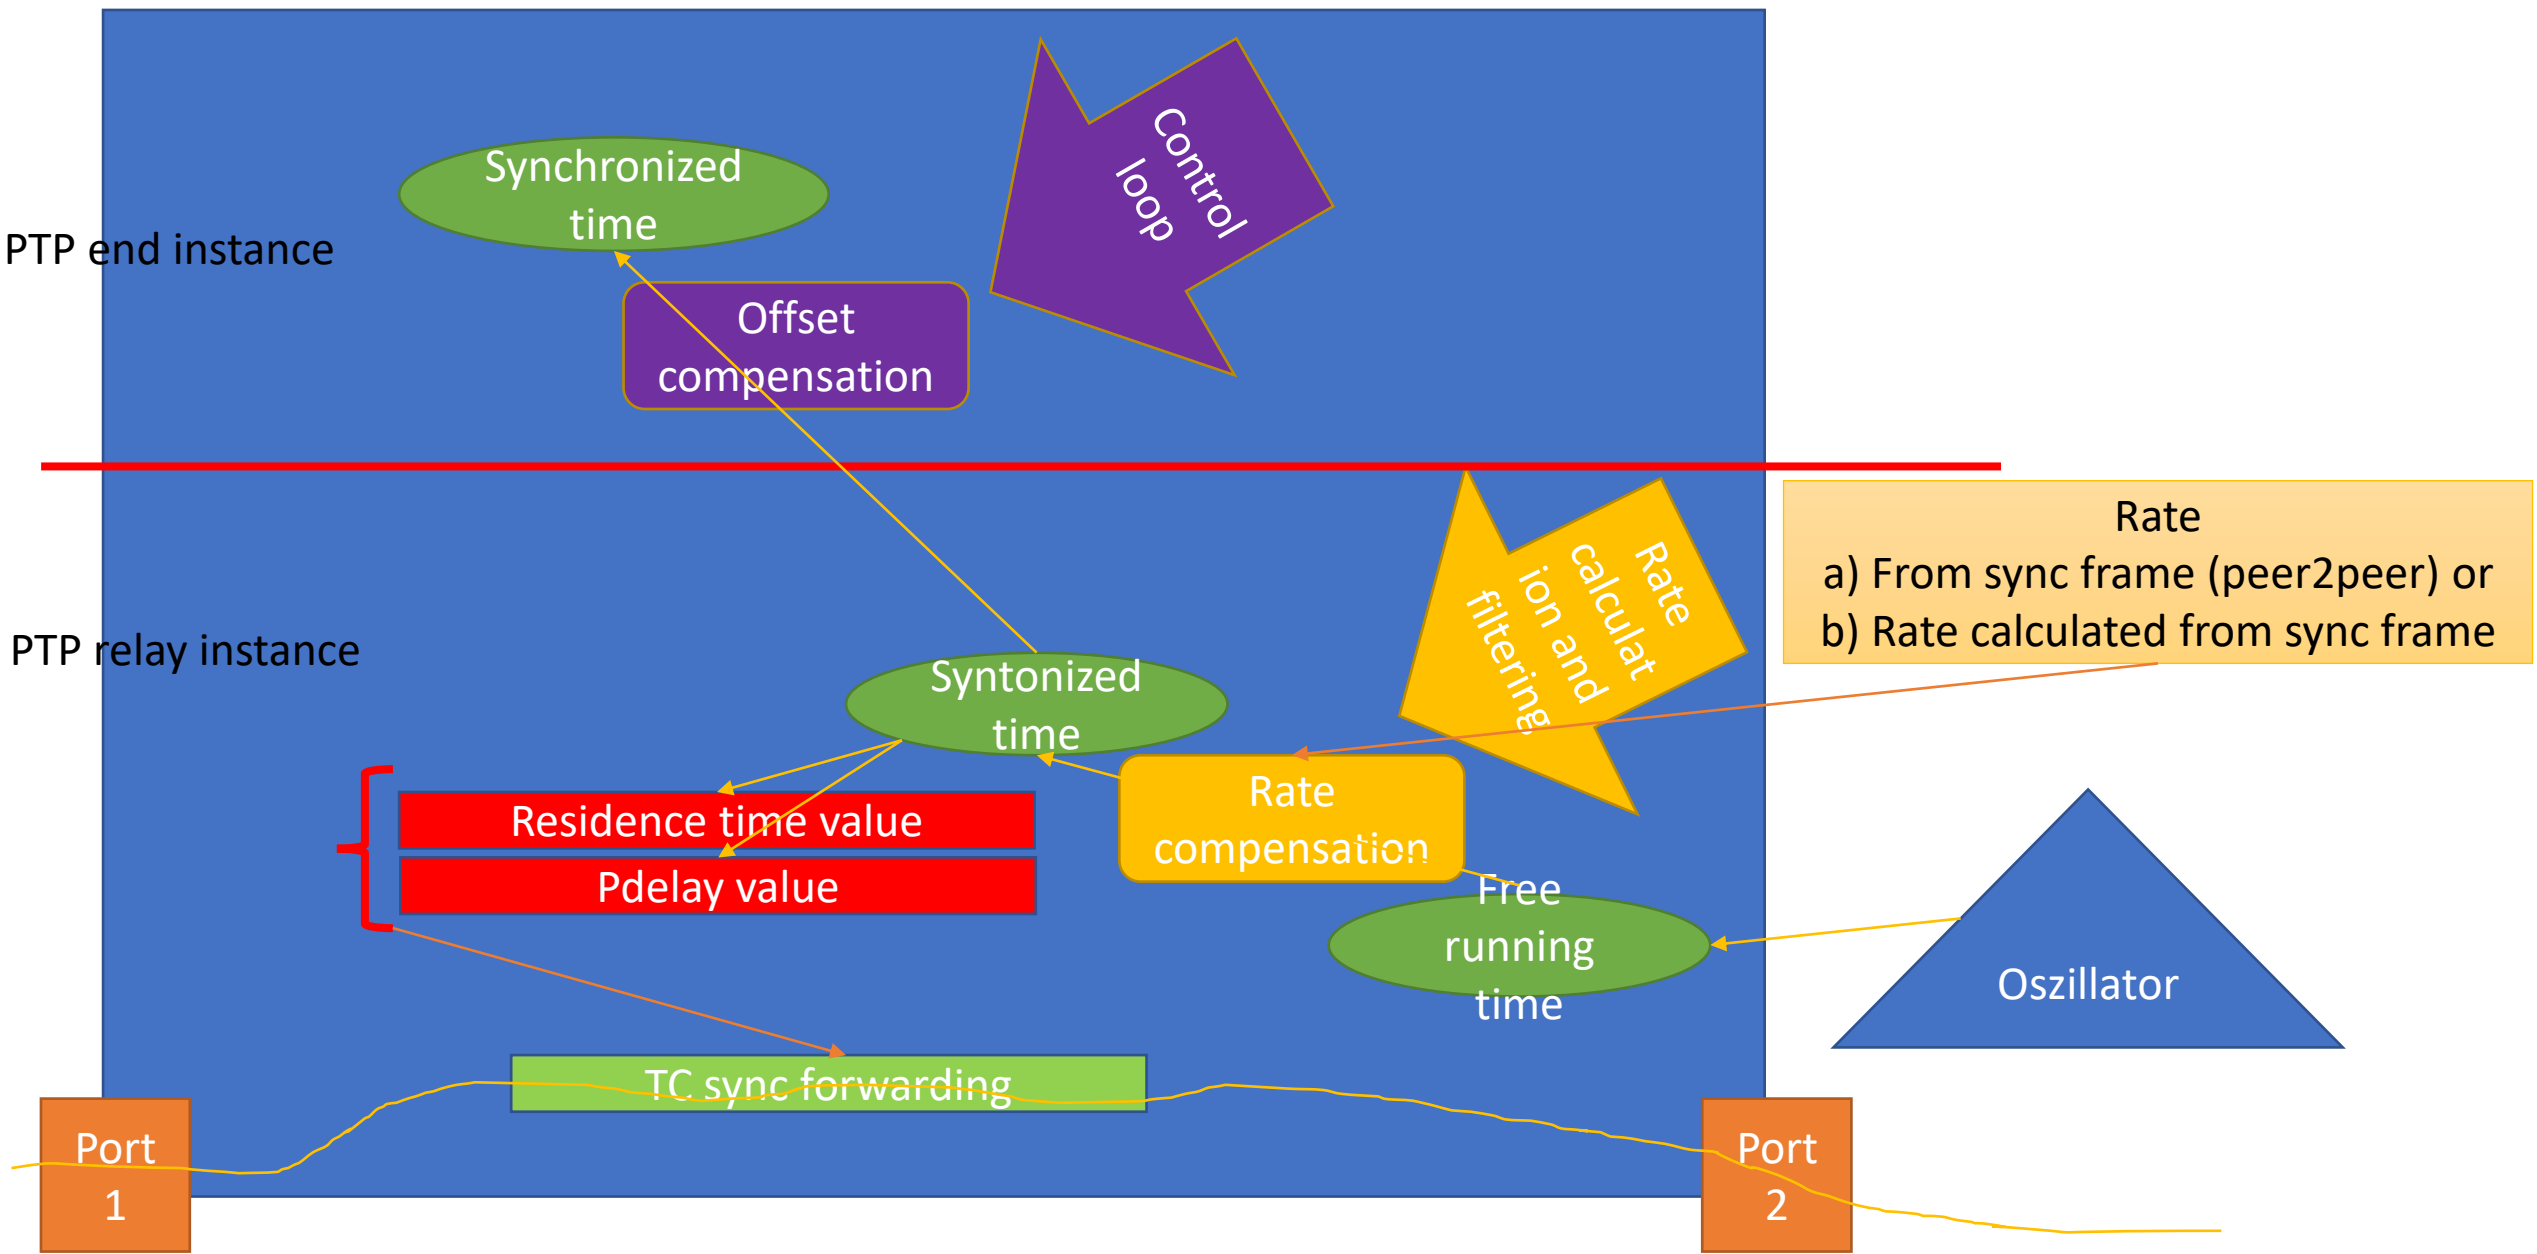 Synchronized
time
Control
loop
PTP end instance
Offset
compensation
Rate
a) From sync frame (peer2peer) or
b) Rate calculated from sync frame
Rate
calculat
ion and
filtering
PTP relay instance
Syntonized
time
Rate
compensation
Residence time value
Pdelay value
Free
running
time
Oszillator
TC sync forwarding
Port
1
Port
2